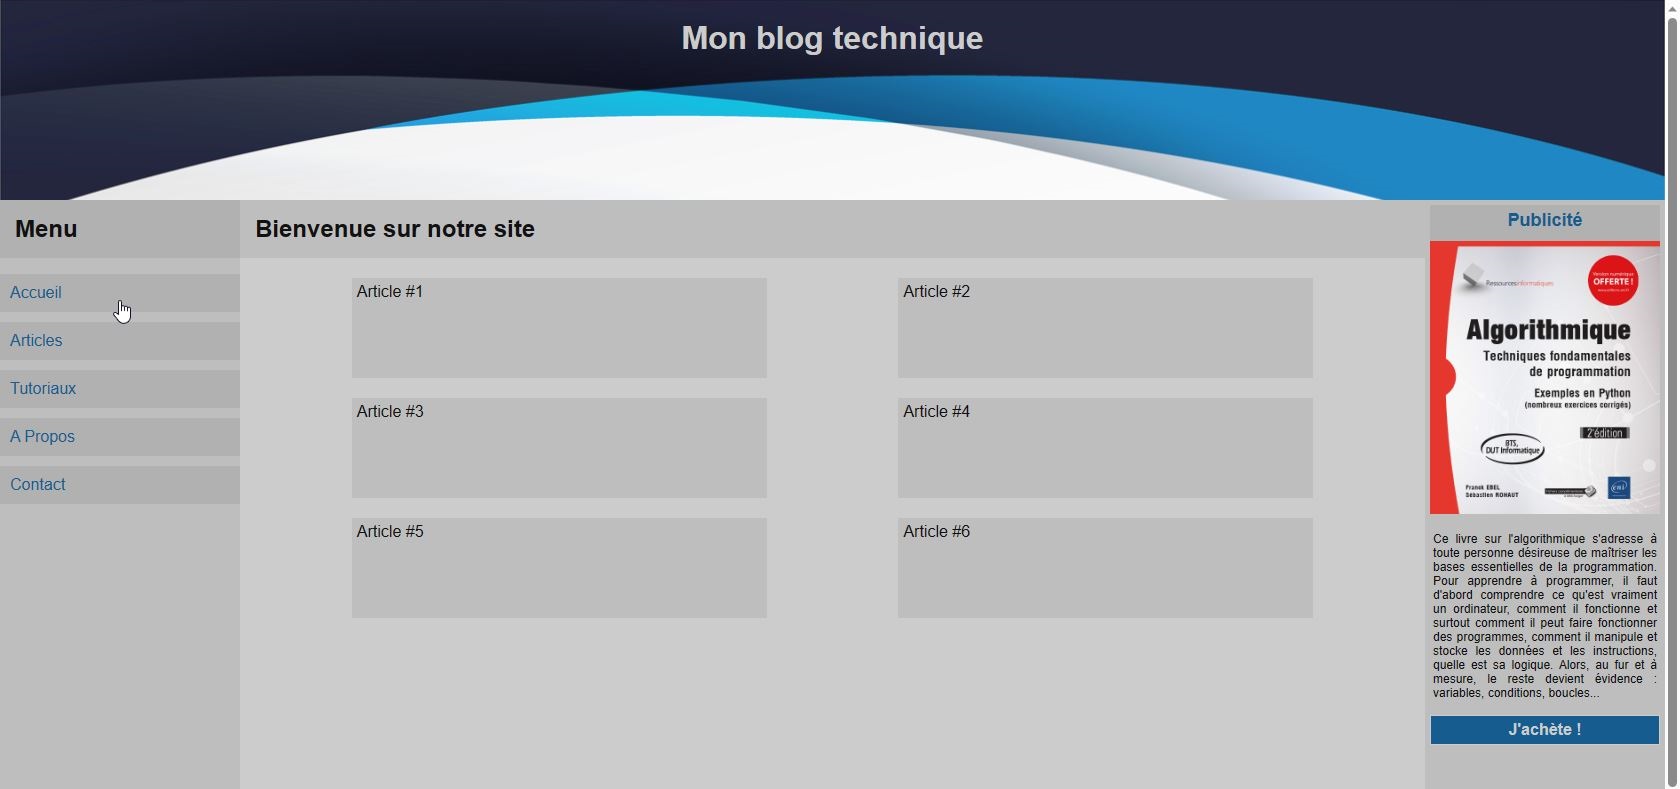 Mon blog technique
Menu
Accueil
Articles
Tutoriaux
A Propos
Contact
Bienvenue sur notre site
Article #1
Article #2
Article #3
Article #4
Article #5
Article #6
Publicité
Version numérique
OFFERTE !
Ressourcesinformatiques
Algorithmique
Techniques fondamentales
de programmation
Exemples en Python
(nombreux exercices corrigés)
2e édition
BTS,
DUT Informatique
Franck EBEL
Sébastien ROHAUT
eni
Ce livre sur l'algorithmique s'adresse à
toute personne désireuse de maîtriser les
bases essentielles de la programmation.
Pour apprendre à programmer, il faut
d'abord comprendre ce qu'est vraiment
un ordinateur, comment il fonctionne et
surtout comment il peut faire fonctionner
des programmes, comment il manipule et
stocke les données et les instructions,
quelle est sa logique. Alors, au fur et à
mesure, le reste devient évidence :
variables, conditions, boucles...
J'achète !